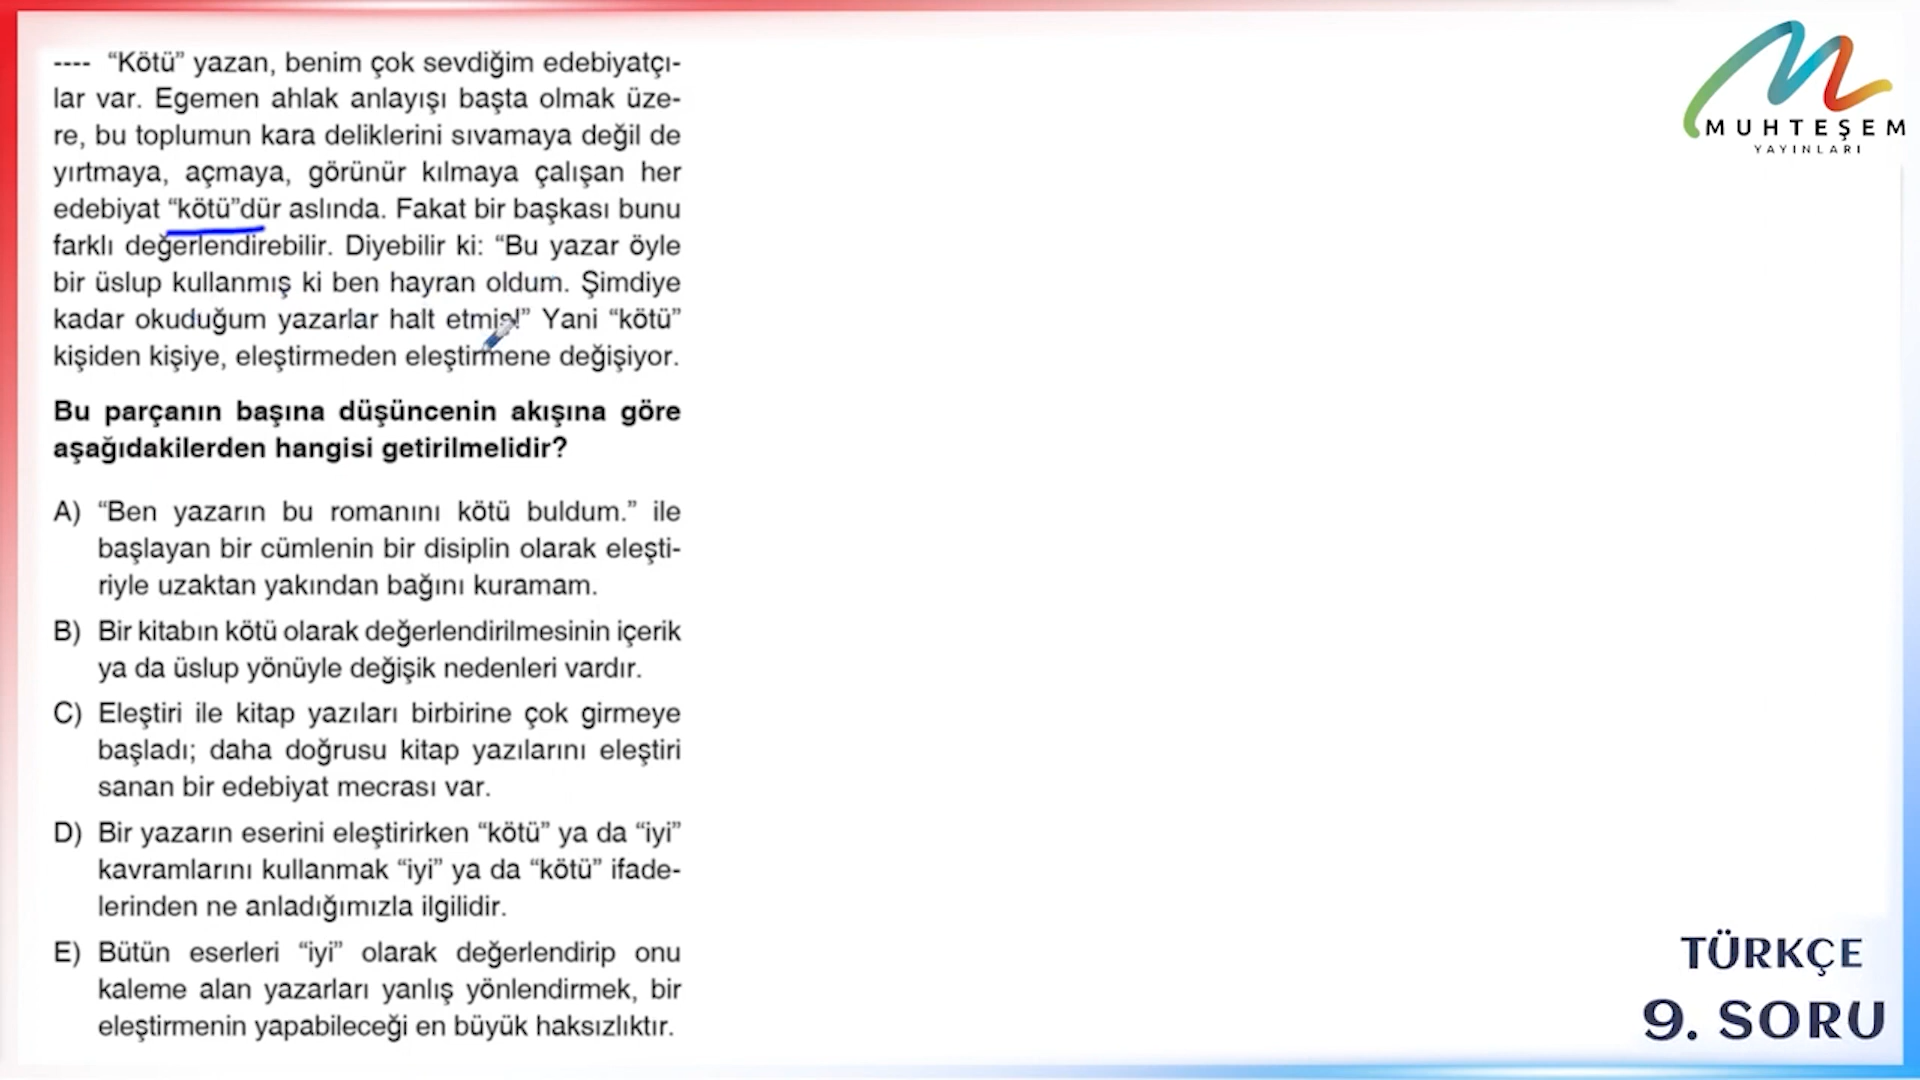 ---- “Kötü” yazan, benim çok sevdiğim edebiyatçı-
lar var. Egemen ahlak anlayışı başta olmak üze-
re, bu toplumun kara deliklerini sıvamaya değil de
yırtmaya, açmaya, görünür kılmaya çalışan her
edebiyat “kötü”dür aslında. Fakat bir başkası bunu
farklı değerlendirebilir. Diyebilir ki: “Bu yazar öyle
bir üslup kullanmış ki ben hayran oldum. Şimdiye
kadar okuduğum yazarlar halt etmiş!” Yani “kötü”
kişiden kişiye, eleştirmeden eleştirmene değişiyor.
Bu parçanın başına düşüncenin akışına göre
aşağıdakilerden hangisi getirilmelidir?
A) “Ben yazarın bu romanını kötü buldum.” ile
başlayan bir cümlenin bir disiplin olarak eleşti-
riyle uzaktan yakından bağını kuramam.
B) Bir kitabın kötü olarak değerlendirilmesinin içerik
ya da üslup yönüyle değişik nedenleri vardır.
C) Eleştiri ile kitap yazıları birbirine çok girmeye
başladı; daha doğrusu kitap yazılarını eleştiri
sanan bir edebiyat mecrası var.
D) Bir yazarın eserini eleştirirken “kötü” ya da “iyi”
kavramlarını kullanmak “iyi” ya da “kötü” ifade-
lerinden ne anladığımızla ilgilidir.
E) Bütün eserleri “iyi” olarak değerlendirip onu
kaleme alan yazarları yanlış yönlendirmek, bir
eleştirmenin yapabileceği en büyük haksızlıktır.
MUHTEŞEM
YAYINLARI
TÜRKÇE
9. SORU